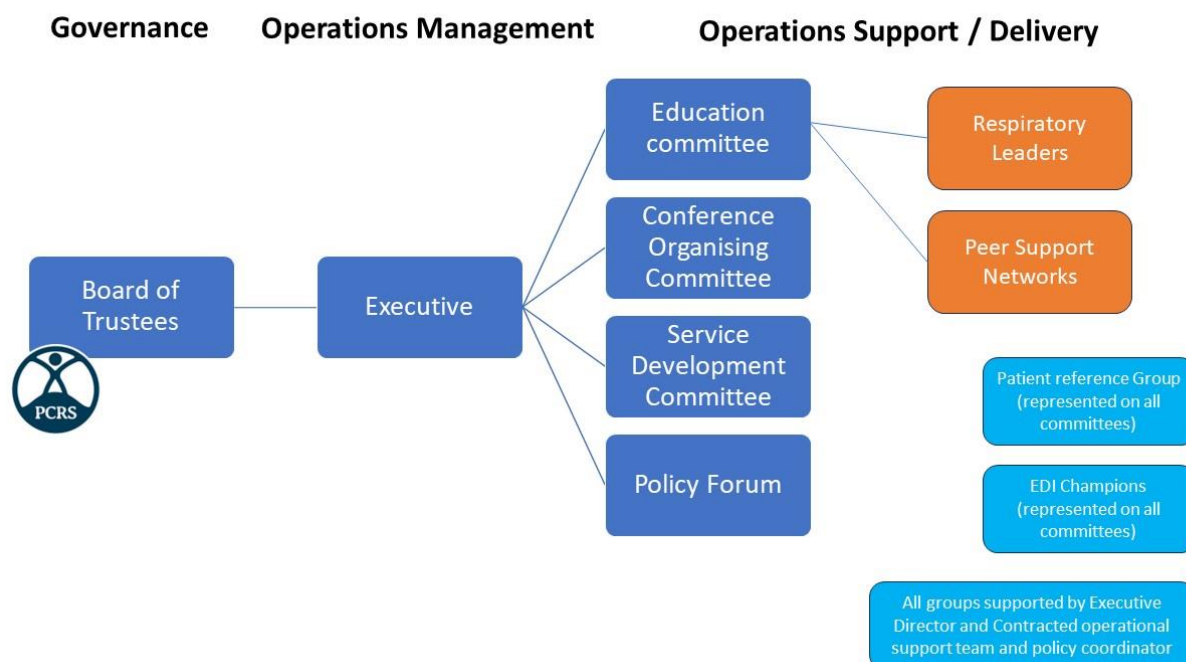 Governance
Operations Management
Operations Support / Delivery
Board of
Trustees
PCRS
Executive
Education
committee
Conference
Organising
Committee
Service
Development
Committee
Policy Forum
Respiratory
Leaders
Peer Support
Networks
Patient reference Group
(represented on all
committees)
EDI Champions
(represented on all
committees)
All groups supported by Executive
Director and Contracted operational
support team and policy coordinator